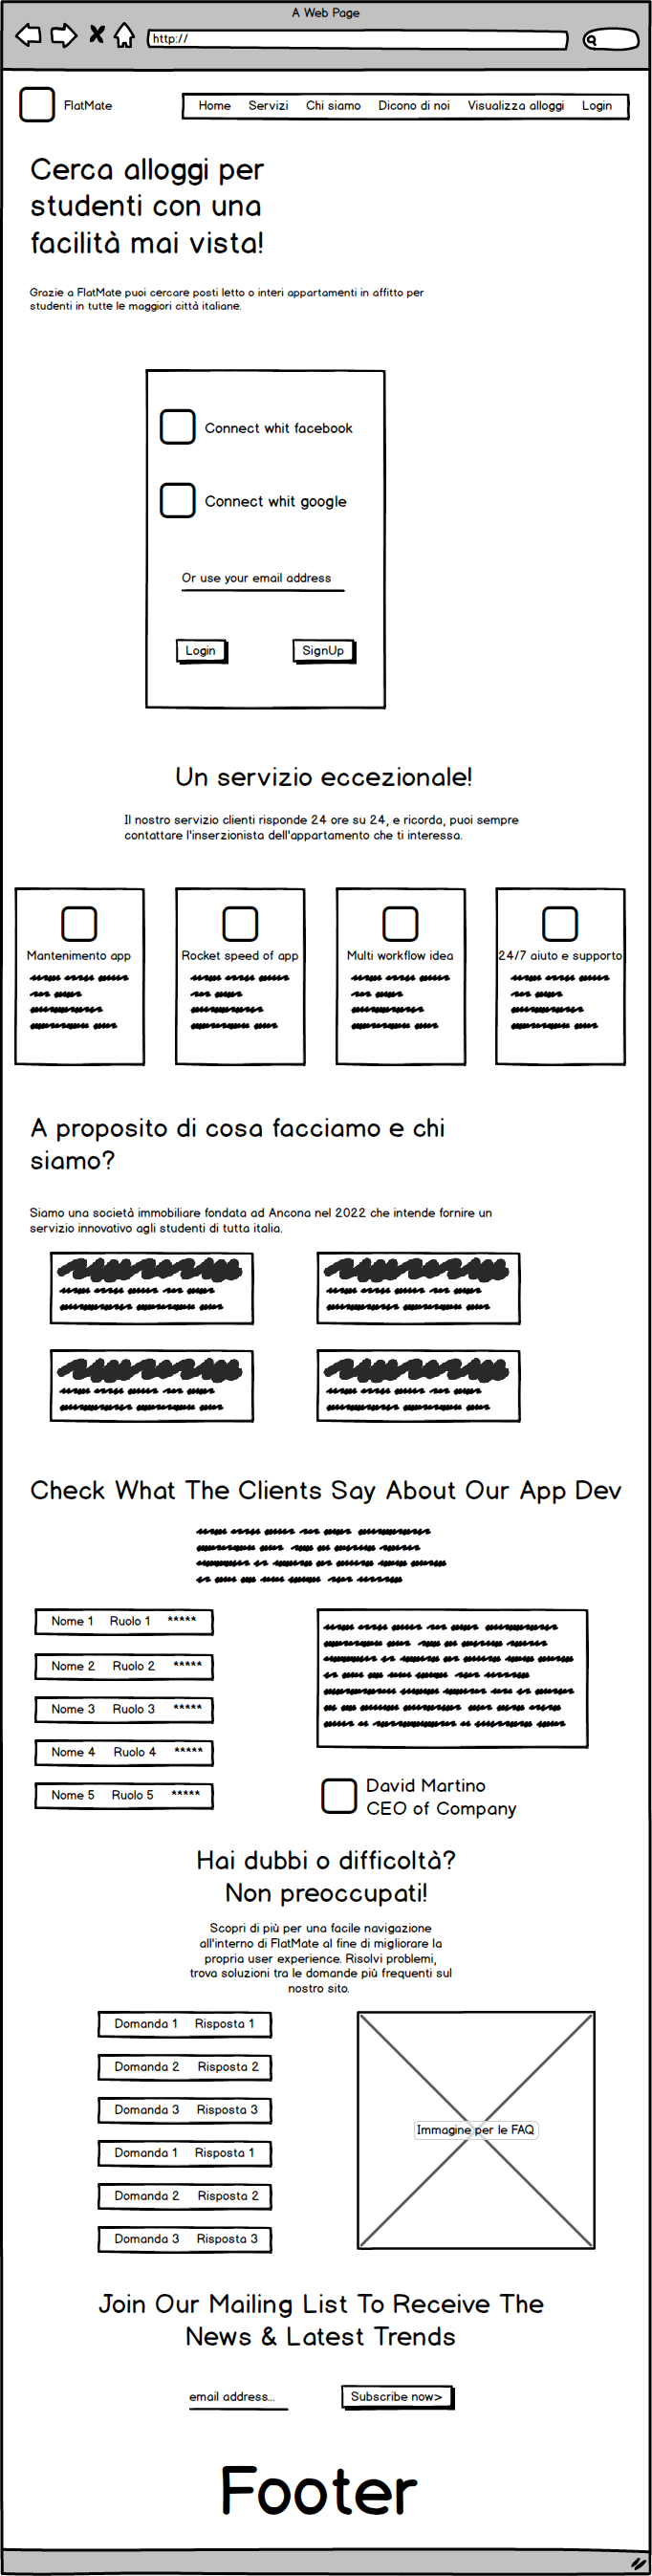 A Web Page
http://
FlatMate
Home Servizi Chi siamo Dicono di noi Visualizza alloggi Login
Cerca alloggi per
studenti con una
facilità mai vista!
Grazie a FlatMate puoi cercare posti letto o interi appartamenti in affitto per
studenti in tutte le maggiori città italiane.
Connect whit facebook
Connect whit google
Or use your email address
Login SignUp
Un servizio eccezionale!
Il nostro servizio clienti risponde 24 ore su 24, e ricorda, puoi sempre
contattare l'inserzionista dell'appartamento che ti interessa.
Mantenimento app Rocket speed of app Multi workflow idea 24/7 aiuto e supporto
A proposito di cosa facciamo e chi
siamo?
Siamo una società immobiliare fondata ad Ancona nel 2022 che intende fornire un
servizio innovativo agli studenti di tutta italia.
Check What The Clients Say About Our App Dev
Nome 1 Ruolo 1 *****
Nome 2 Ruolo 2 *****
Nome 3 Ruolo 3 *****
Nome 4 Ruolo 4 *****
Nome 5 Ruolo 5 *****
David Martino
CEO of Company
Hai dubbi o difficoltà?
Non preoccupati!
Scopri di più per una facile navigazione
all'interno di FlatMate al fine di migliorare la
propria user experience. Risolvi problemi,
trova soluzioni tra le domande più frequenti sul
nostro sito.
Domanda 1 Risposta 1
Domanda 2 Risposta 2
Domanda 3 Risposta 3
Domanda 1 Risposta 1
Domanda 2 Risposta 2
Domanda 3 Risposta 3
Immagine per le FAQ
Join Our Mailing List To Receive The
News & Latest Trends
email address...
Subscribe now>
Footer